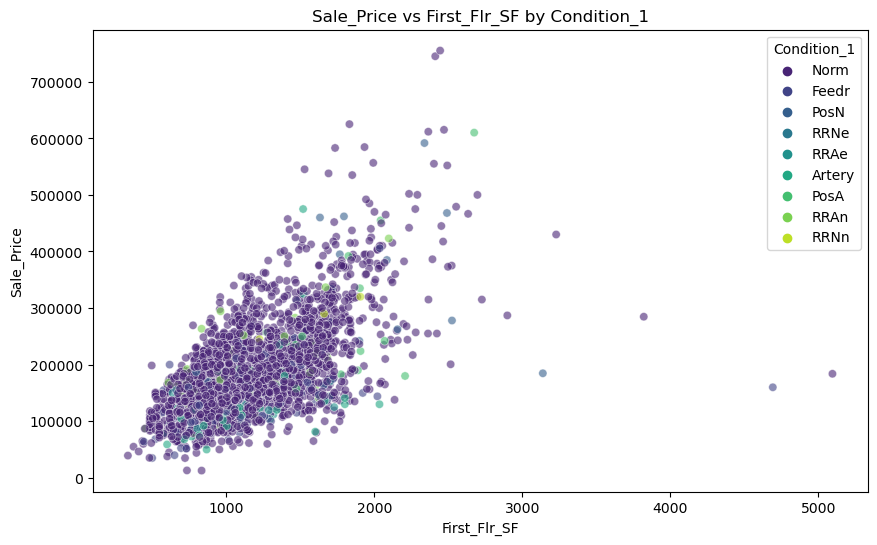 Sale_Price vs First_Flr_SF by Condition_1
Condition_1
Norm
Feedr
PosN
RRNe
RRAe
Artery
PosA
RRAn
RRNn
Sale_Price
700000
600000
500000
400000
300000
200000
100000
0
1000
2000
3000
4000
5000
First_Flr_SF